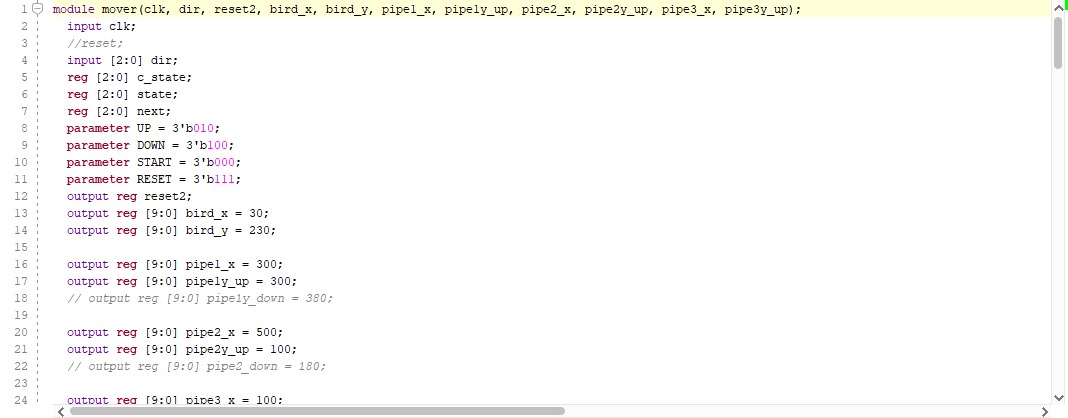 1 module mover(clk, dir, reset2, bird_x, bird_y, pipe1_x, pipe1y_up, pipe2_x, pipe2y_up, pipe3_x, pipe3y_up);
2 input clk;
3 //reset;
4 input [2:0] dir;
5 reg [2:0] c_state;
6 reg [2:0] state;
7 reg [2:0] next;
8 parameter UP = 3'b010;
9 parameter DOWN = 3'b100;
10 parameter START = 3'b000;
11 parameter RESET = 3'b111;
12 output reg reset2;
13 output reg [9:0] bird_x = 30;
14 output reg [9:0] bird_y = 230;
15
16 output reg [9:0] pipe1_x = 300;
17 output reg [9:0] pipe1y_up = 300;
18 // output reg [9:0] pipe1y_down = 380;
19
20 output reg [9:0] pipe2_x = 500;
21 output reg [9:0] pipe2y_up = 100;
22 // output reg [9:0] pipe2_down = 180;
23
24 output reg [9:0] pipe3_x = 100;